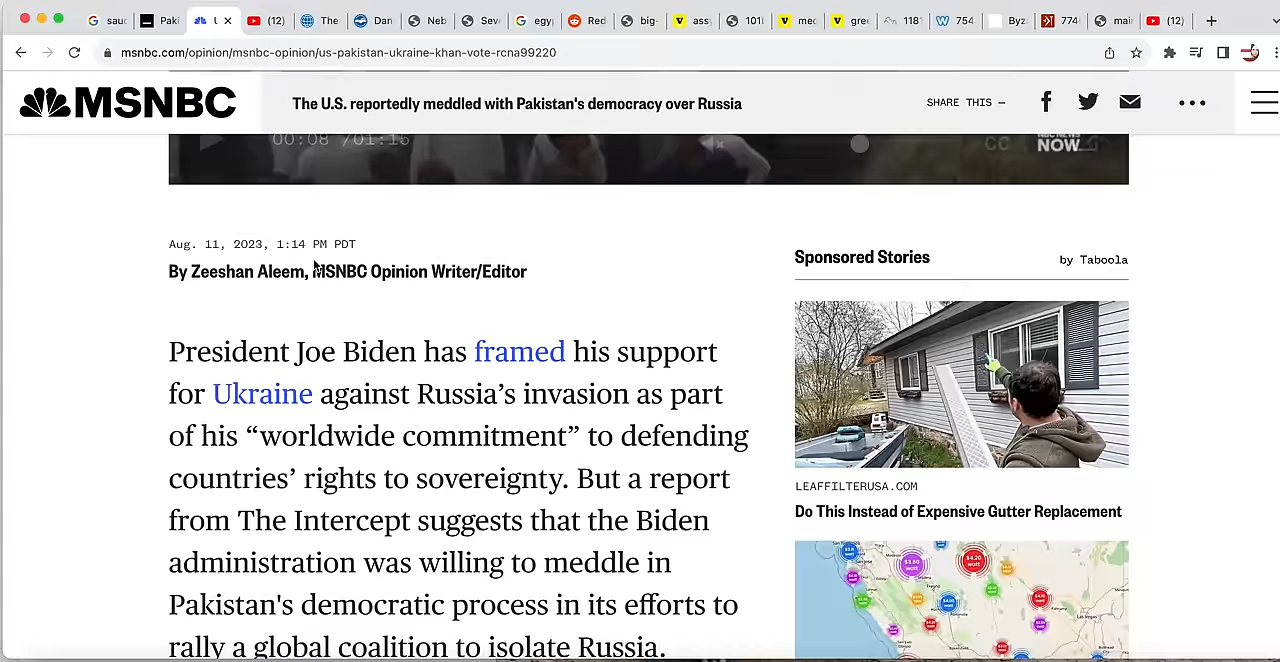 sauc
Paki
(12)
The
Dan
Neb
Sev
egy
Red
big-
ass
101
mec
gre
118
754
Byz
774
mai
(12)
msnbc.com/opinion/msnbc-opinion/us-pakistan-ukraine-khan-vote-rcna99220
MSNBC
The U.S. reportedly meddled with Pakistan's democracy over Russia
SHARE THIS —
00:08 /01:15
CC
NBC NEWS
NOW
Aug. 11, 2023, 1:14 PM PDT
By Zeeshan Aleem, MSNBC Opinion Writer/Editor
President Joe Biden has framed his support
for Ukraine against Russia’s invasion as part
of his “worldwide commitment” to defending
countries’ rights to sovereignty. But a report
from The Intercept suggests that the Biden
administration was willing to meddle in
Pakistan's democratic process in its efforts to
rally a global coalition to isolate Russia.
Sponsored Stories
by Taboola
LEAFFILTERUSA.COM
Do This Instead of Expensive Gutter Replacement